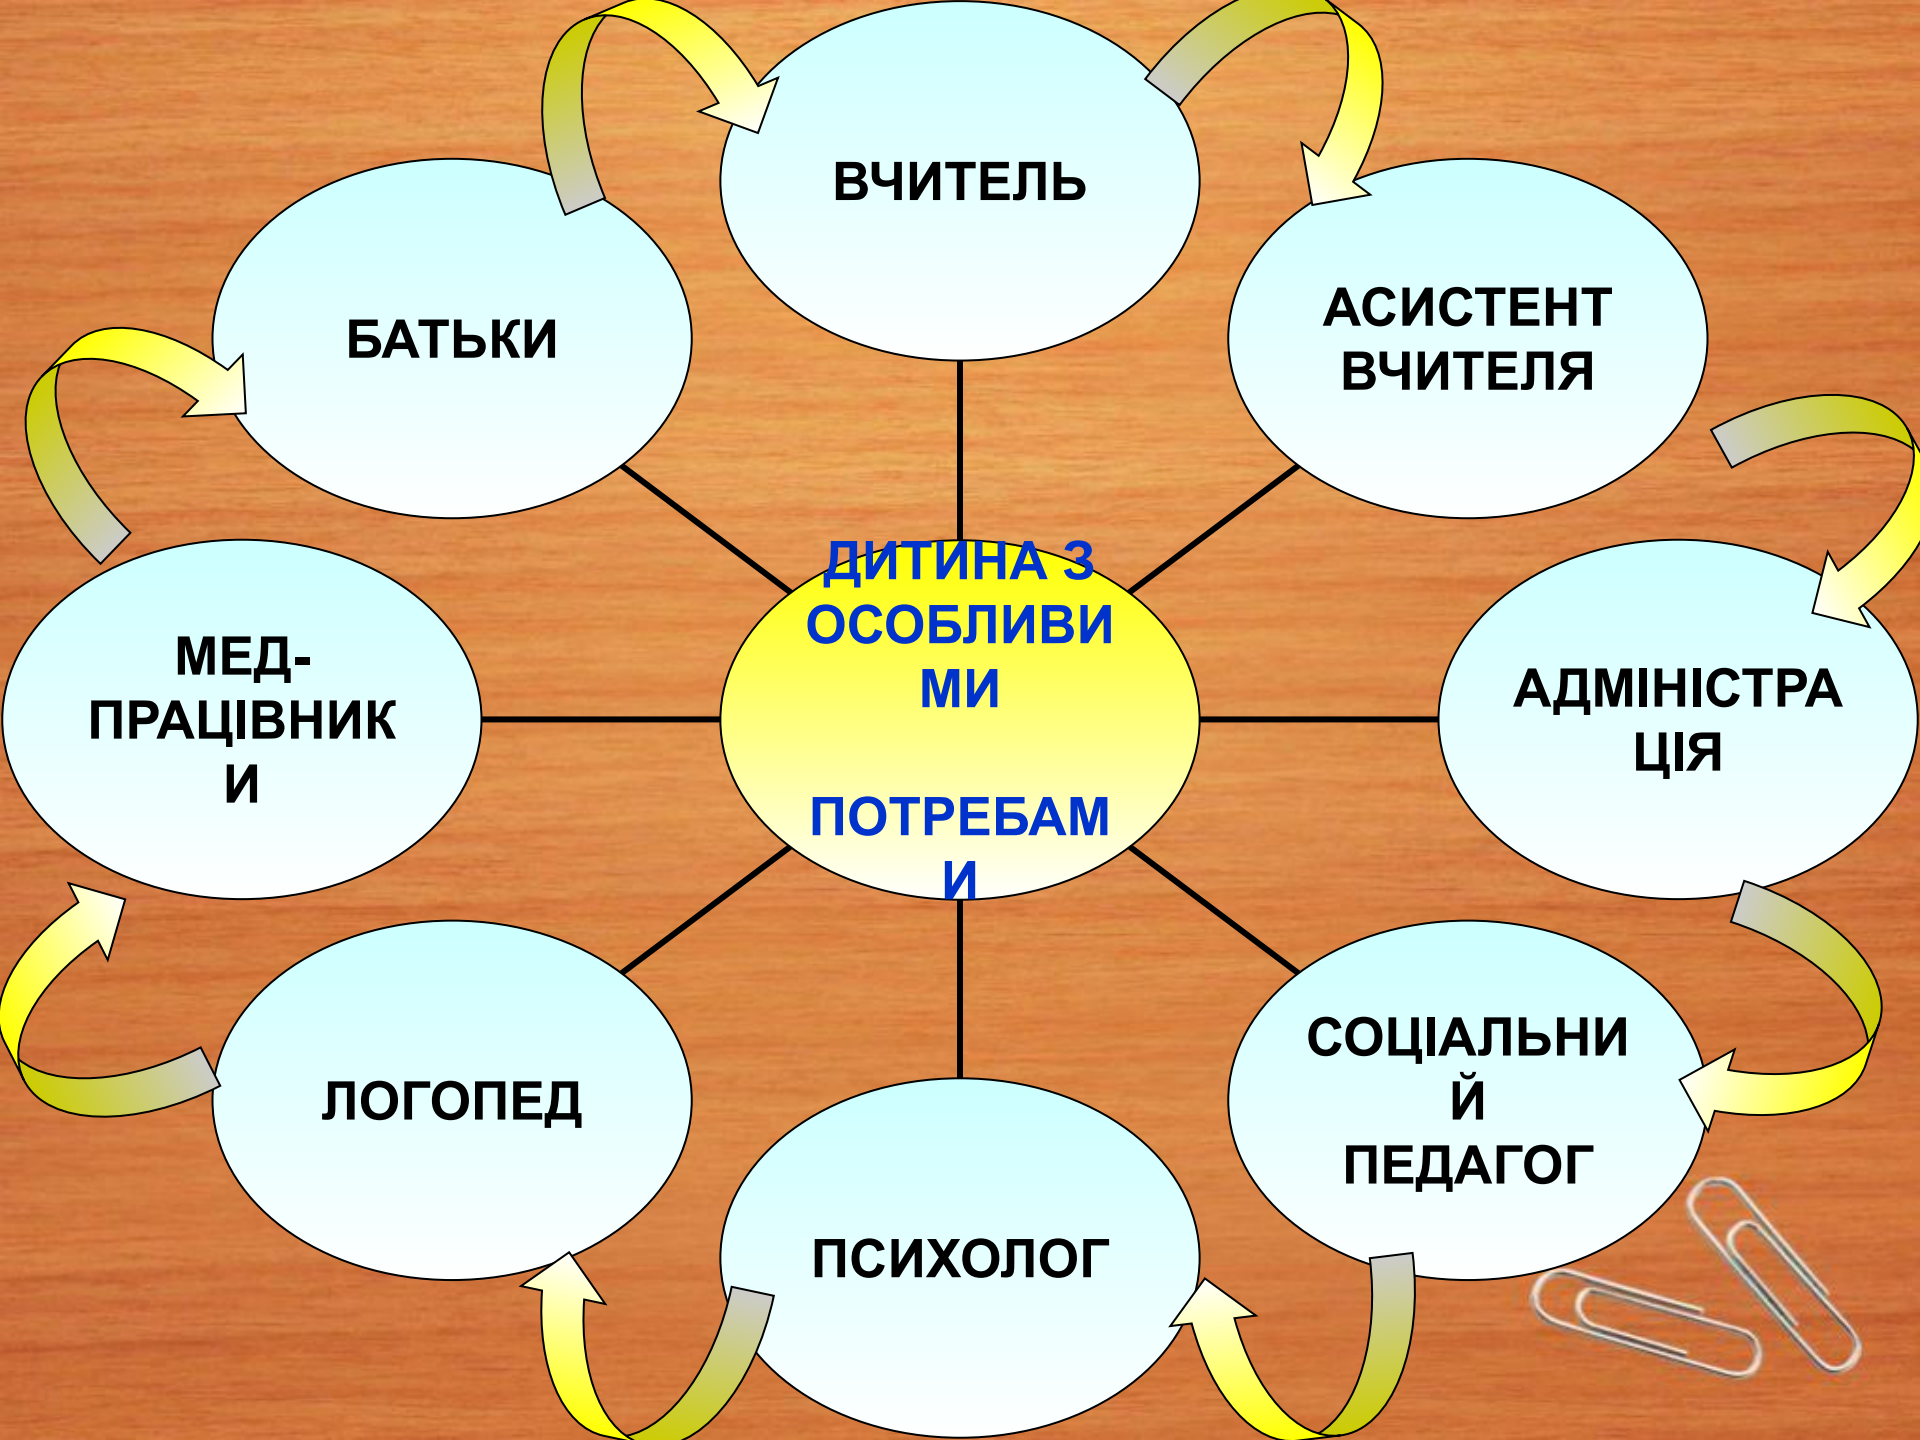 ВЧИТЕЛЬ
БАТЬКИ
АСИСТЕНТ
ВЧИТЕЛЯ
ДИТИНА З
ОСОБЛИВИ
МИ
ПОТРЕБАМ
И
МЕД-
ПРАЦІВНИК
И
АДМІНІСТРА
ЦІЯ
ЛОГОПЕД
СОЦІАЛЬНИ
Й
ПЕДАГОГ
ПСИХОЛОГ